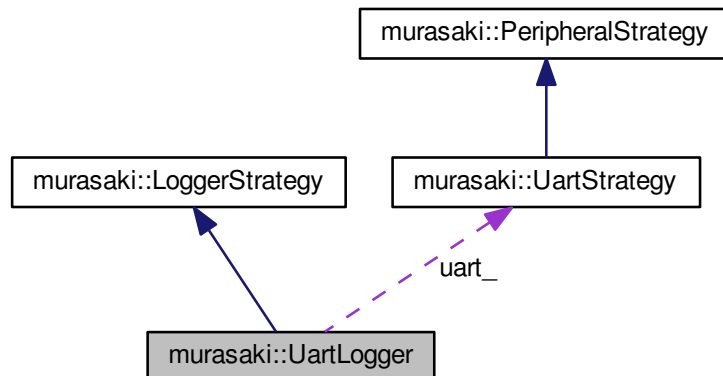 murasaki::PeripheralStrategy
murasaki::LoggerStrategy
murasaki::UartStrategy
uart_
murasaki::UartLogger